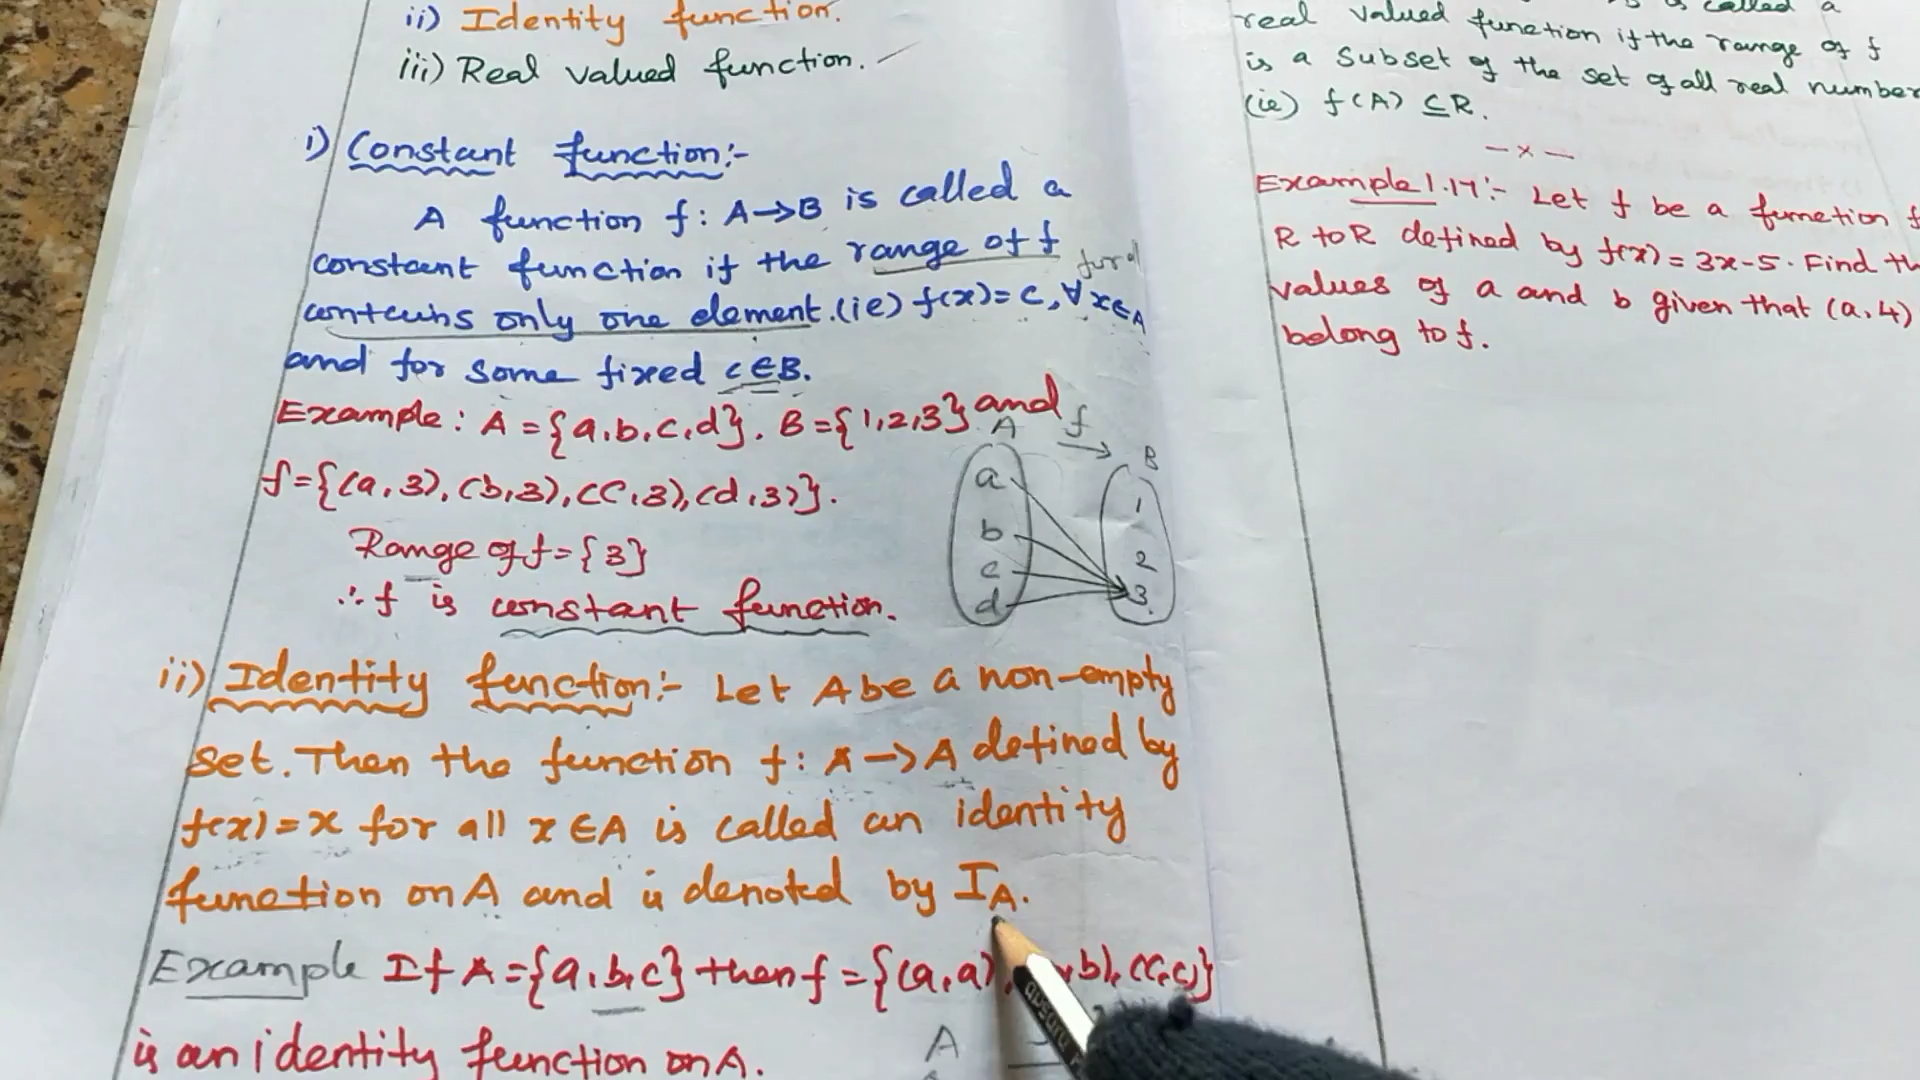 ii) Identity function.
iii) Real valued function.
i) Constant function:-
A function f: A→B is called a
constant function if the range of f
contains only one element. (ie) f(x)=c, ∀ x∈A
and for some fixed c∈B.
Example: A={a,b,c,d}. B={1,2,3} and
f={(a,3),(b,3),(c,3),(d,3)}.
Range of f={3}
∴ f is constant function.
A f B
a
b
c
d
1
2
3
ii) Identity function:- Let A be a non-empty
set. Then the function f: A→A defined by
f(x)=x for all x∈A is called an identity
function on A and is denoted by I_A.
Example If A={a,b,c} then f={(a,a), ,b),(c,c)}
is an identity function on A.
A
is called a
real valued function if the range of f
is a subset of the set of all real number
(ie) f(A) ⊆R.
—x—
Example 1.17:- Let f be a function f
R to R defined by f(x)=3x-5. Find th
values of a and b given that (a,4)
belong to f.